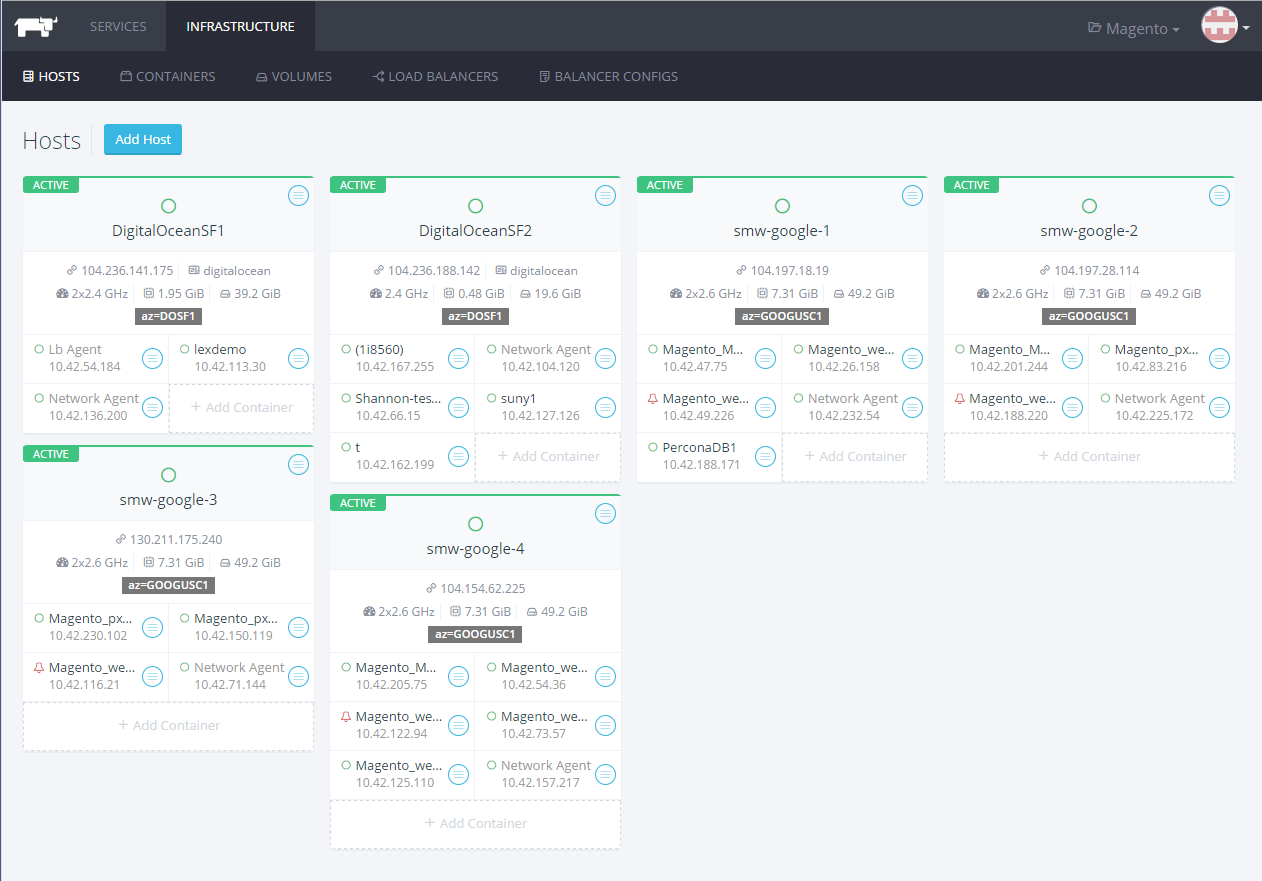 SERVICES INFRASTRUCTURE Magento
HOSTS CONTAINERS VOLUMES LOAD BALANCERS BALANCER CONFIGS
Hosts Add Host
ACTIVE
DigitalOceanSF1
104.236.141.175 digitalocean
2x2.4 GHz 1.95 GiB 39.2 GiB
az=DOSF1
Lb Agent
10.42.54.184
lexdemo
10.42.113.30
Network Agent
10.42.136.200
+ Add Container
ACTIVE
DigitalOceanSF2
104.236.188.142 digitalocean
2.4 GHz 0.48 GiB 19.6 GiB
az=DOSF1
(1i8560)
10.42.167.255
Network Agent
10.42.104.120
Shannon-tes...
10.42.66.15
suny1
10.42.127.126
t
10.42.162.199
+ Add Container
ACTIVE
smw-google-1
104.197.18.19
2x2.6 GHz 7.31 GiB 49.2 GiB
az=GOOGUSC1
Magento_M...
10.42.47.75
Magento_we...
10.42.26.158
Magento_we...
10.42.49.226
Network Agent
10.42.232.54
PerconaDB1
10.42.188.171
+ Add Container
ACTIVE
smw-google-2
104.197.28.114
2x2.6 GHz 7.31 GiB 49.2 GiB
az=GOOGUSC1
Magento_M...
10.42.201.244
Magento_px...
10.42.83.216
Magento_we...
10.42.188.220
Network Agent
10.42.225.172
+ Add Container
ACTIVE
smw-google-3
130.211.175.240
2x2.6 GHz 7.31 GiB 49.2 GiB
az=GOOGUSC1
Magento_px...
10.42.230.102
Magento_px...
10.42.150.119
Magento_we...
10.42.116.21
Network Agent
10.42.71.144
+ Add Container
ACTIVE
smw-google-4
104.154.62.225
2x2.6 GHz 7.31 GiB 49.2 GiB
az=GOOGUSC1
Magento_M...
10.42.205.75
Magento_we...
10.42.54.36
Magento_we...
10.42.122.94
Magento_we...
10.42.73.57
Magento_we...
10.42.125.110
Network Agent
10.42.157.217
+ Add Container